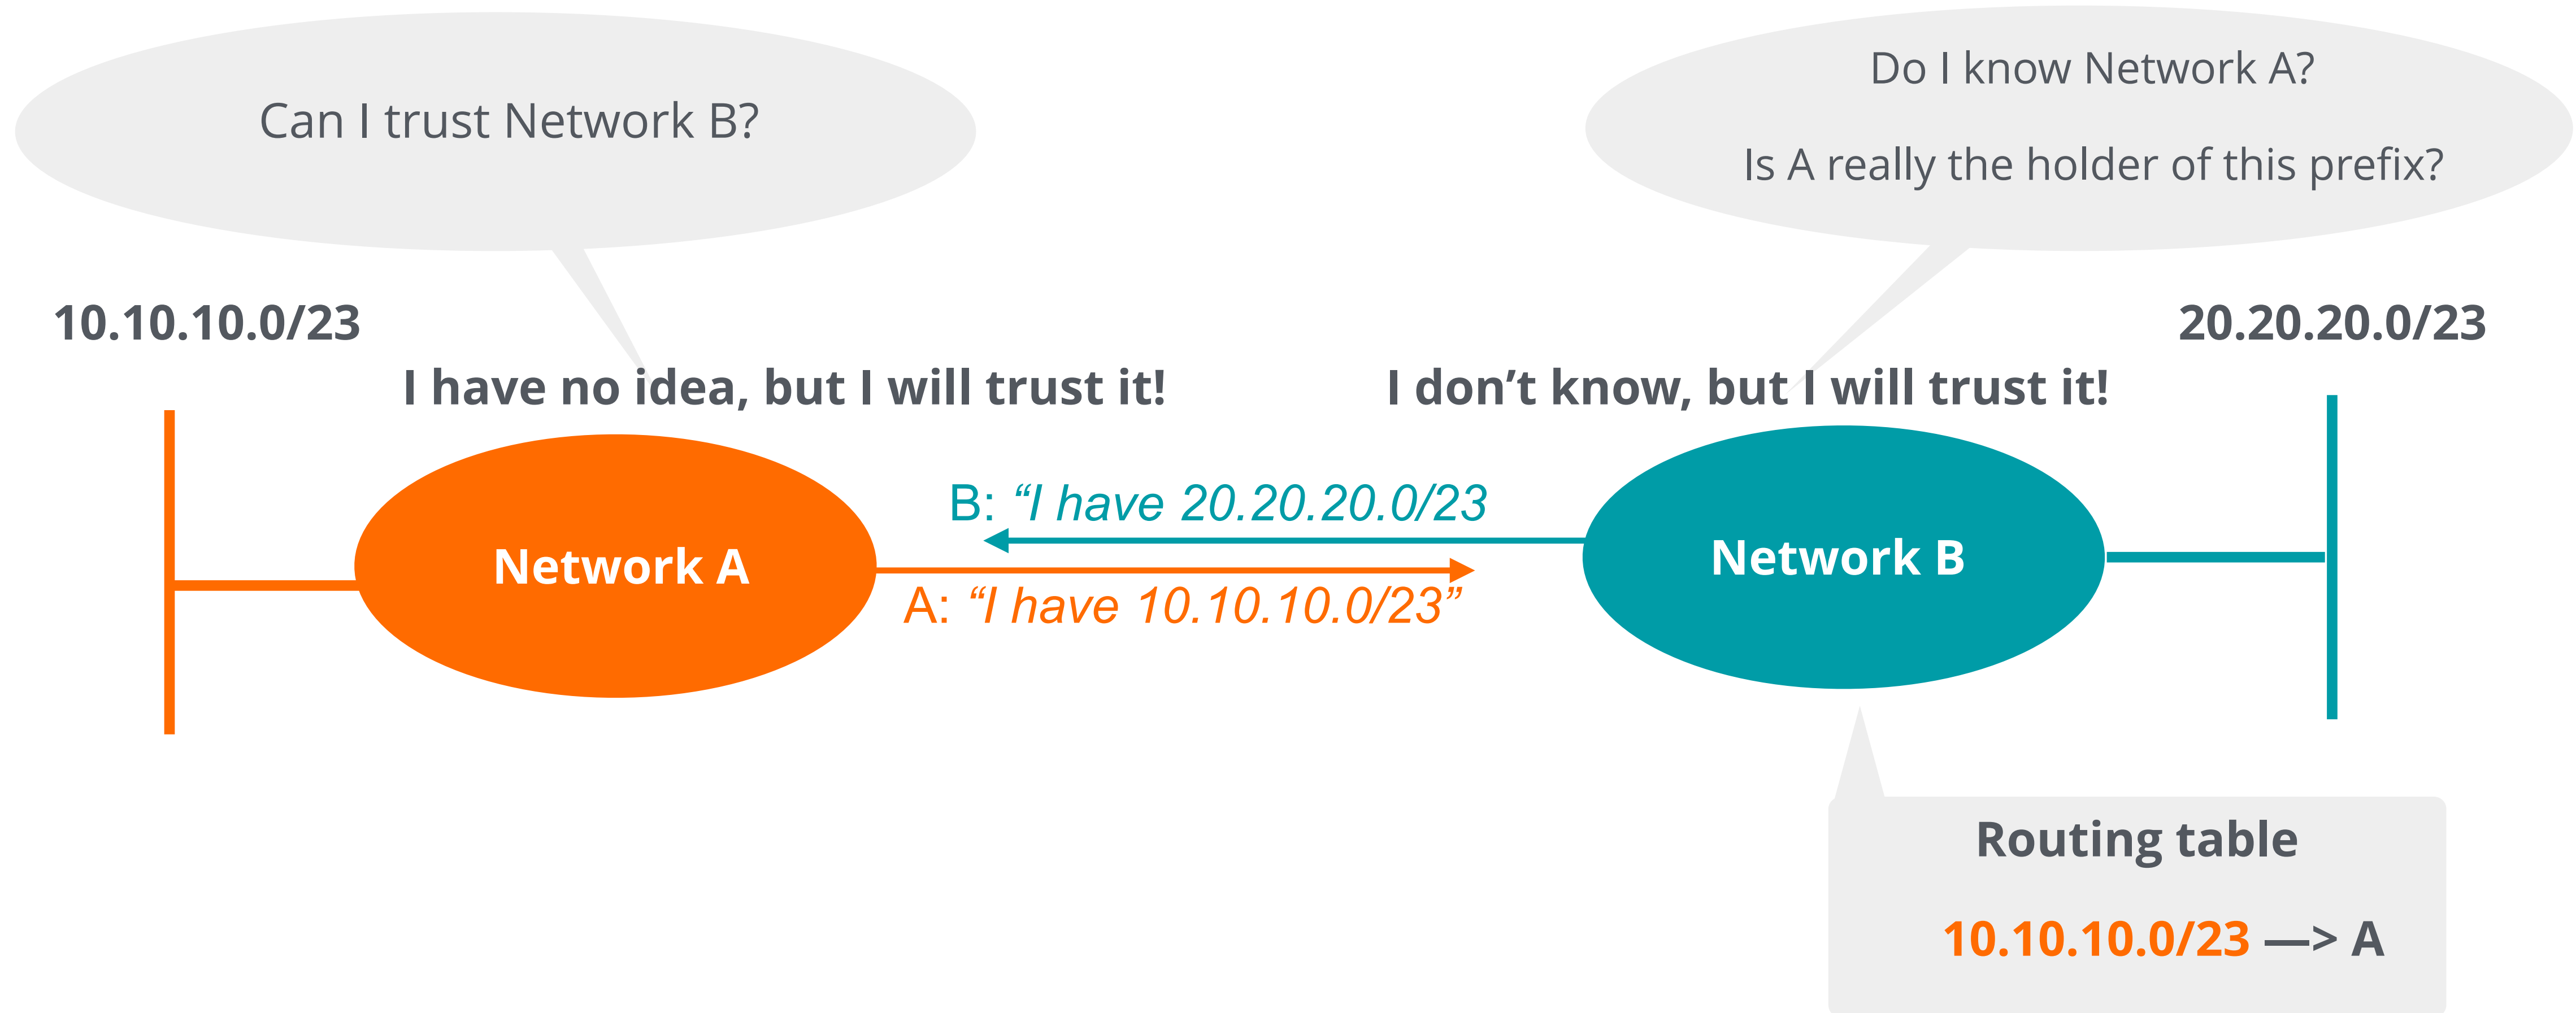 Can I trust Network B?
Do I know Network A?
Is A really the holder of this prefix?
10.10.10.0/23
20.20.20.0/23
I have no idea, but I will trust it!
I don’t know, but I will trust it!
B: “I have 20.20.20.0/23
Network A
Network B
A: “I have 10.10.10.0/23”
Routing table
10.10.10.0/23 —> A